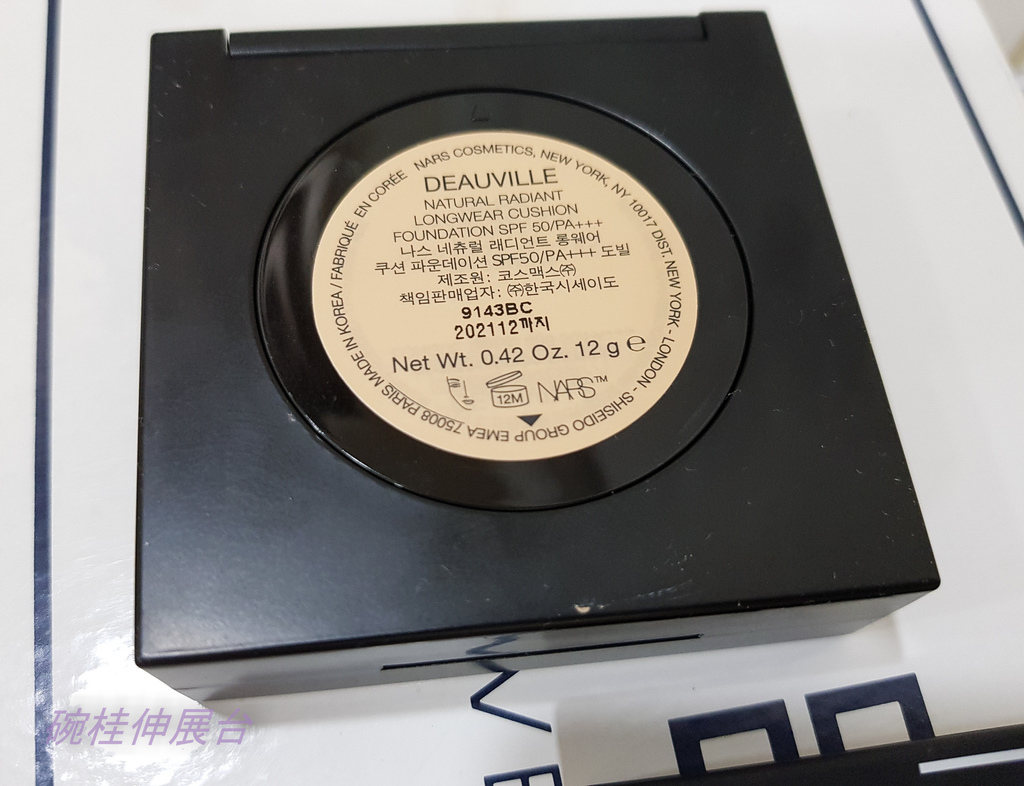 DEAUVILLE
NATURAL RADIANT
LONGWEAR CUSHION
FOUNDATION SPF 50/PA+++
나스 네츄럴 래디언트 롱웨어
쿠션 파운데이션 SPF50/PA+++ 도빌
제조원: 코스맥스㈜
책임판매업자: ㈜한국시세이도
9143BC
202112까지
Net Wt. 0.42 Oz. 12 g ℮
12M NARS™
MADE IN KOREA / FABRIQUÉ EN CORÉE NARS COSMETICS, NEW YORK, NY 10017 DIST. NEW YORK - LONDON - SHISEIDO GROUP EMEA 75008 PARIS
碗桂伸展台